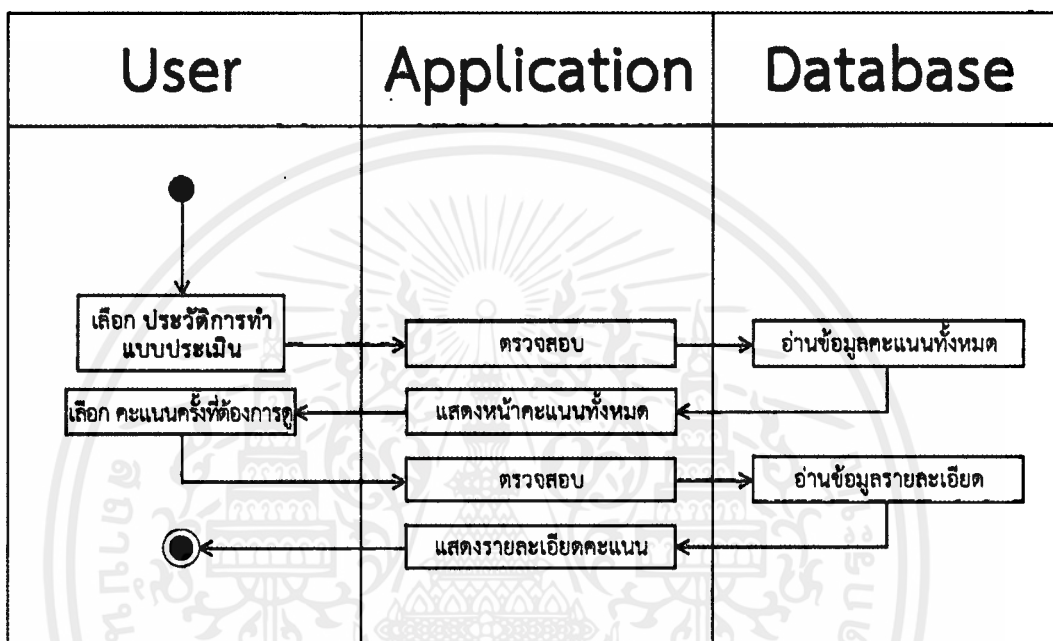 User
Application
Database
เลือก ประวัติการทำ
แบบประเมิน
ตรวจสอบ
อ่านข้อมูลคะแนนทั้งหมด
เลือก คะแนนครั้งที่ต้องการดู
แสดงหน้าคะแนนทั้งหมด
ตรวจสอบ
อ่านข้อมูลรายละเอียด
แสดงรายละเอียดคะแนน